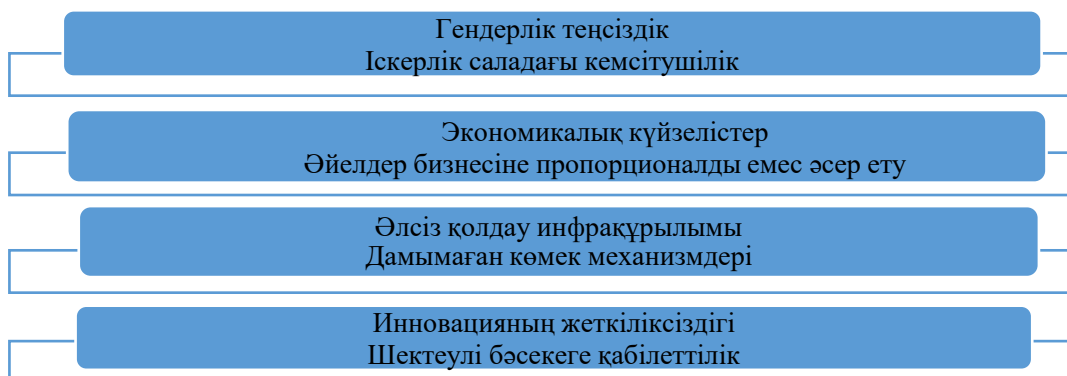 Гендерлік теңсіздік
Іскерлік саладағы кемсітушілік
Экономикалық күйзелістер
Әйелдер бизнесіне пропорционалды емес әсер ету
Әлсіз қолдау инфрақұрылымы
Дамымаған көмек механизмдері
Инновацияның жеткіліксіздігі
Шектеулі бәсекеге қабілеттілік